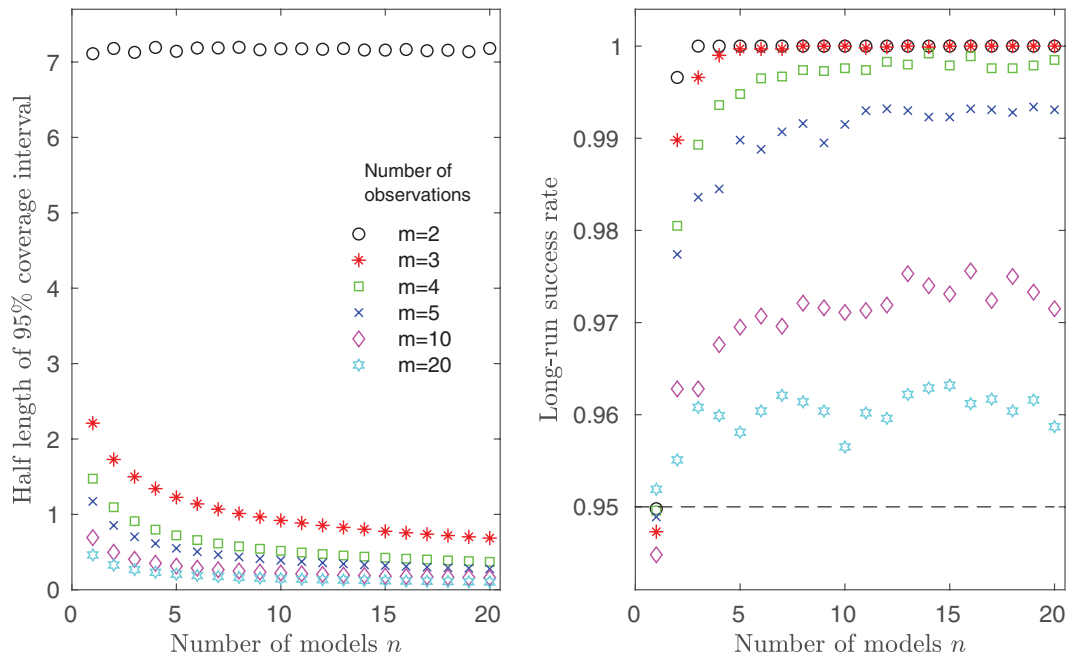 Half length of 95% coverage interval
7
6
5
4
3
2
1
0
0
5
10
15
20
Number of models n
Number of
observations
m=2
m=3
m=4
m=5
m=10
m=20
Long-run success rate
1
0.99
0.98
0.97
0.96
0.95
0
5
10
15
20
Number of models n